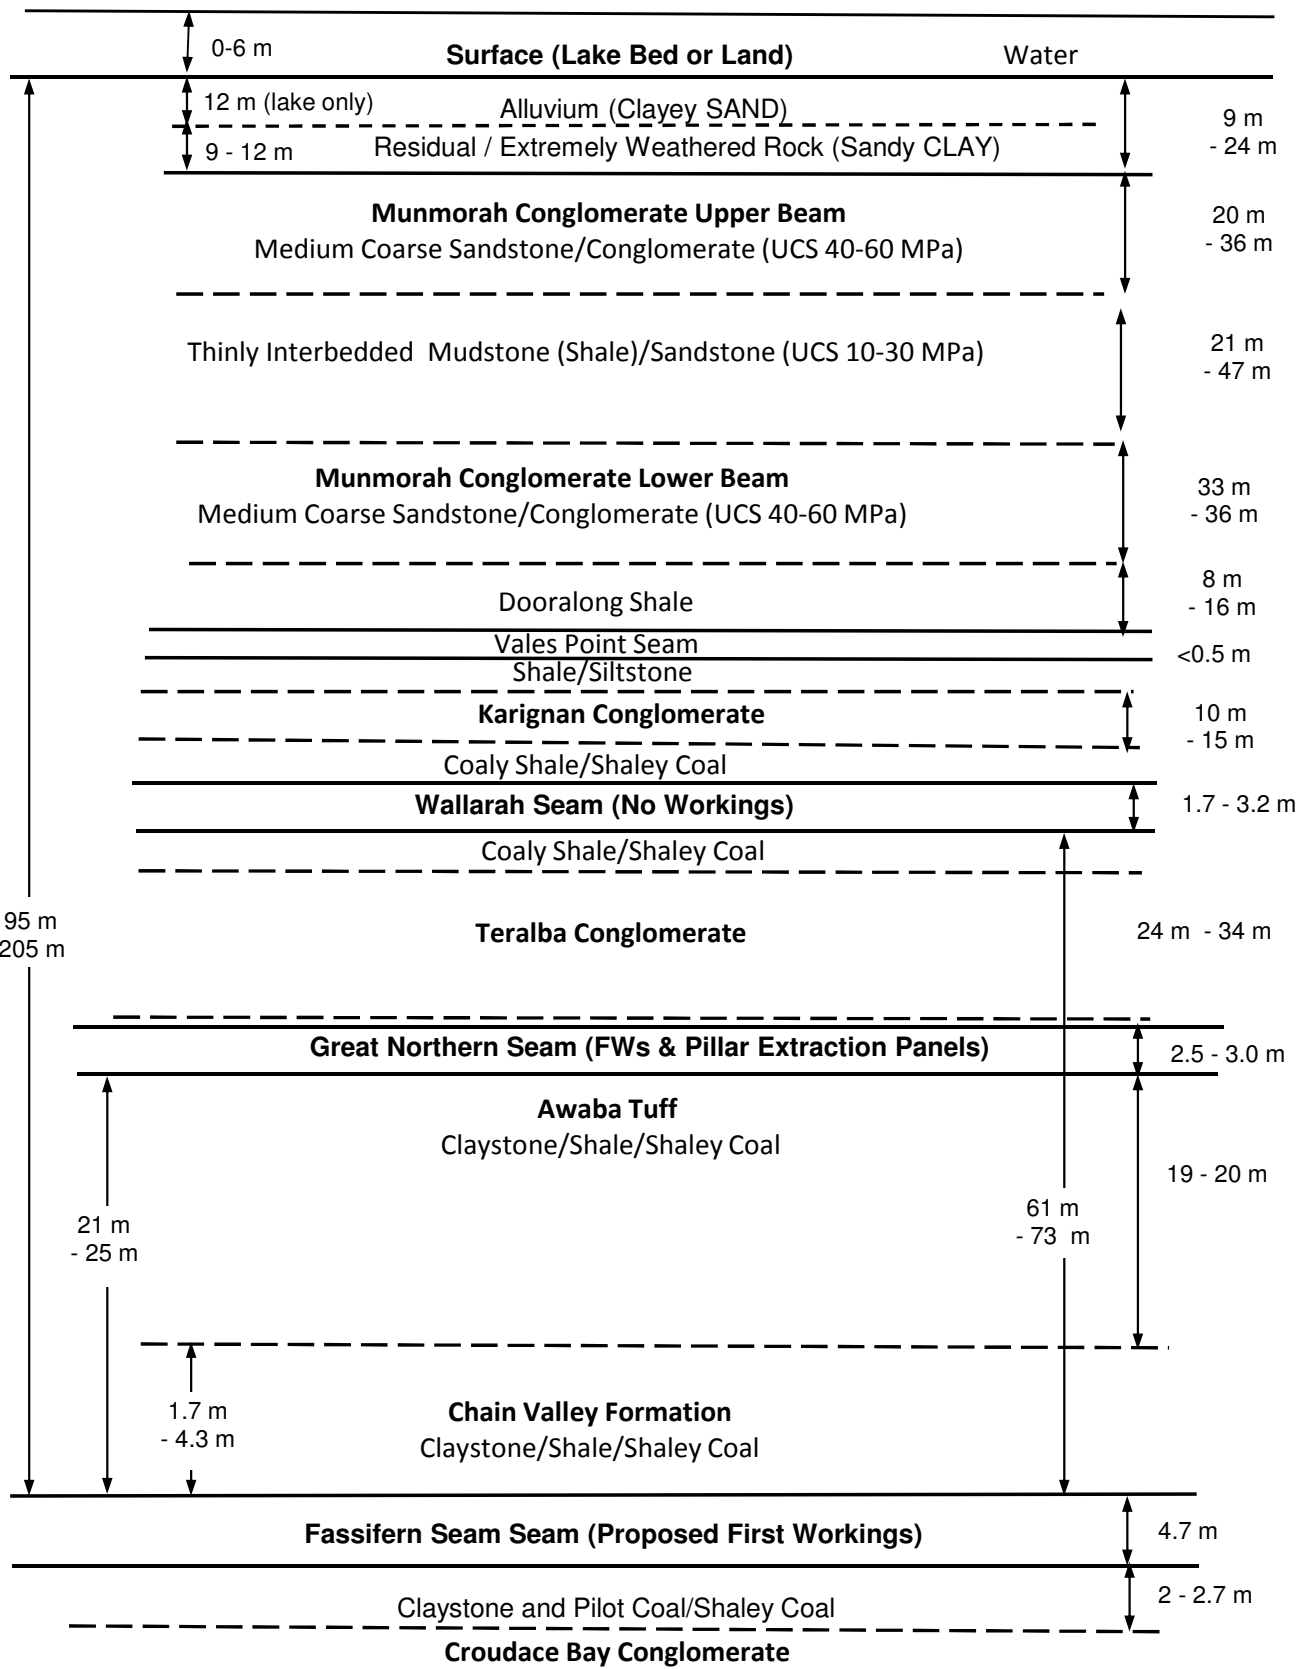 0-6 m
Surface (Lake Bed or Land) Water
12 m (lake only)
Alluvium (Clayey SAND)
9 m
- 24 m
9 - 12 m
Residual / Extremely Weathered Rock (Sandy CLAY)
Munmorah Conglomerate Upper Beam
Medium Coarse Sandstone/Conglomerate (UCS 40-60 MPa)
20 m
- 36 m
Thinly Interbedded Mudstone (Shale)/Sandstone (UCS 10-30 MPa)
21 m
- 47 m
Munmorah Conglomerate Lower Beam
Medium Coarse Sandstone/Conglomerate (UCS 40-60 MPa)
33 m
- 36 m
Dooralong Shale
8 m
- 16 m
Vales Point Seam
<0.5 m
Shale/Siltstone
Karignan Conglomerate
10 m
- 15 m
Coaly Shale/Shaley Coal
Wallarah Seam (No Workings)
1.7 - 3.2 m
Coaly Shale/Shaley Coal
95 m
205 m
Teralba Conglomerate
24 m - 34 m
Great Northern Seam (FWs & Pillar Extraction Panels)
2.5 - 3.0 m
Awaba Tuff
Claystone/Shale/Shaley Coal
19 - 20 m
21 m
- 25 m
61 m
- 73 m
1.7 m
- 4.3 m
Chain Valley Formation
Claystone/Shale/Shaley Coal
Fassifern Seam Seam (Proposed First Workings)
4.7 m
Claystone and Pilot Coal/Shaley Coal
2 - 2.7 m
Croudace Bay Conglomerate